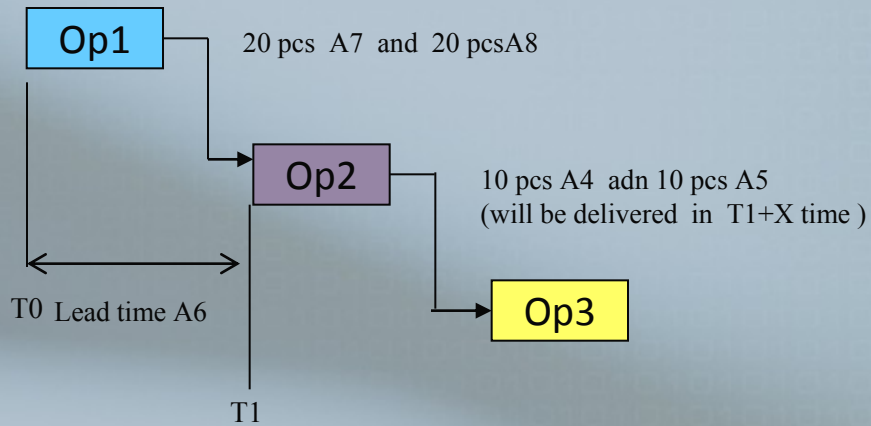 Op1
20 pcs A7 and 20 pcsA8
Op2
10 pcs A4 adn 10 pcs A5
(will be delivered in T1+X time )
T0 Lead time A6
Op3
T1